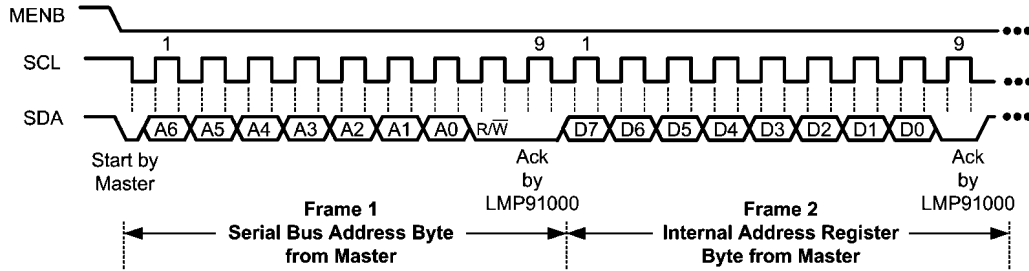 MENB
1 9 1 9
SCL
SDA A6 A5 A4 A3 A2 A1 A0 R/W̅ D7 D6 D5 D4 D3 D2 D1 D0
Start by
Master
Ack
by
LMP91000
Ack
by
LMP91000
Frame 1
Serial Bus Address Byte
from Master
Frame 2
Internal Address Register
Byte from Master